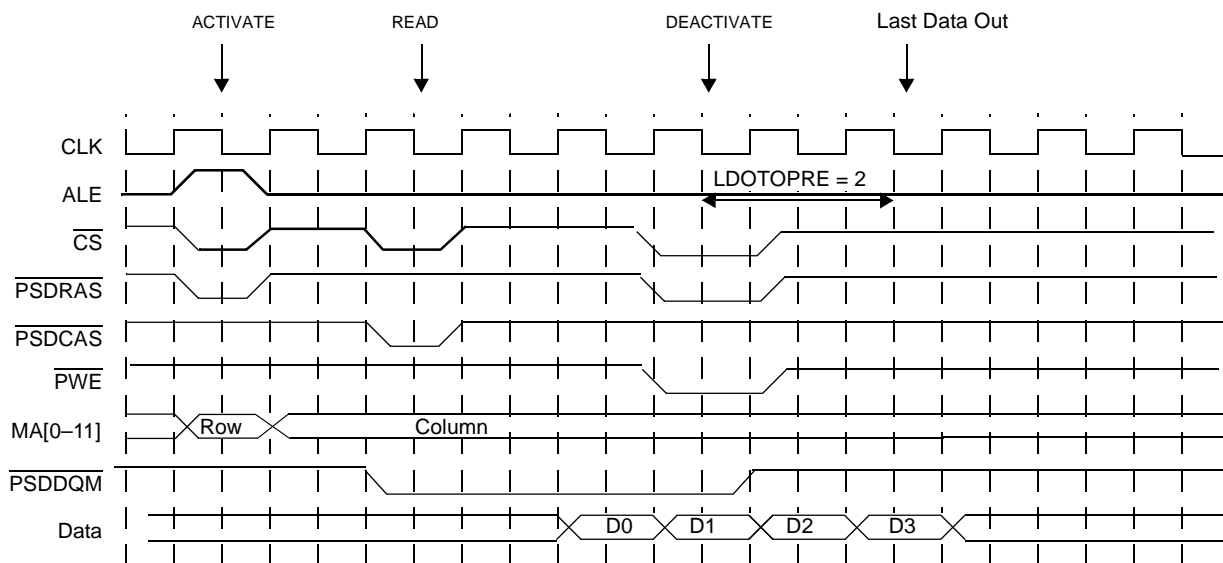 ACTIVATE READ DEACTIVATE Last Data Out
CLK
ALE LDOTOPRE = 2
CS
PSDRAS
PSDCAS
PWE
MA[0–11] Row Column
PSDDQM
Data D0 D1 D2 D3